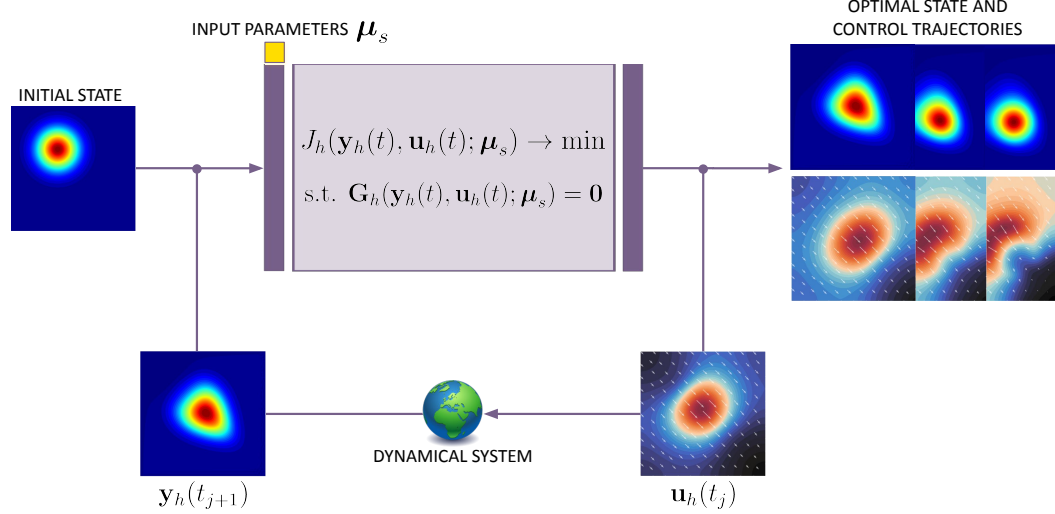 OPTIMAL STATE AND
CONTROL TRAJECTORIES
INPUT PARAMETERS μ_s
INITIAL STATE
J_h(y_h(t), u_h(t); μ_s) → min
s.t. G_h(y_h(t), u_h(t); μ_s) = 0
DYNAMICAL SYSTEM
y_h(t_{j+1})
u_h(t_j)